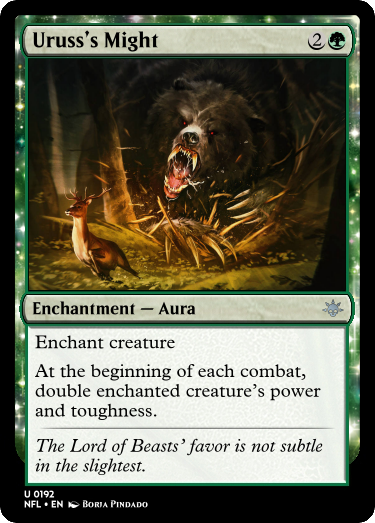 Uruss's Might 2
Enchantment — Aura
Enchant creature
At the beginning of each combat,
double enchanted creature's power
and toughness.
The Lord of Beasts' favor is not subtle
in the slightest.
U 0192
NFL • EN Borja Pindado